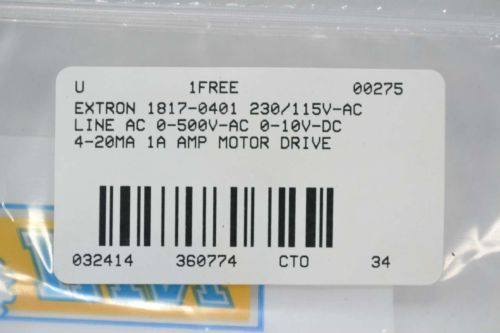 U 1FREE 00275
EXTRON 1817-0401 230/115V-AC
LINE AC 0-500V-AC 0-10V-DC
4-20MA 1A AMP MOTOR DRIVE
032414 360774 CTO 34